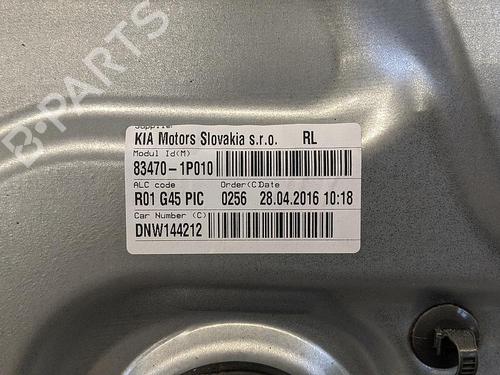 B-PARTS
Supplier
KIA Motors Slovakia s.r.o. RL
Modul Id(M)
83470-1P010
ALC code Order(C)Date
R01 G45 PIC 0256 28.04.2016 10:18
Car Number (C)
DNW144212